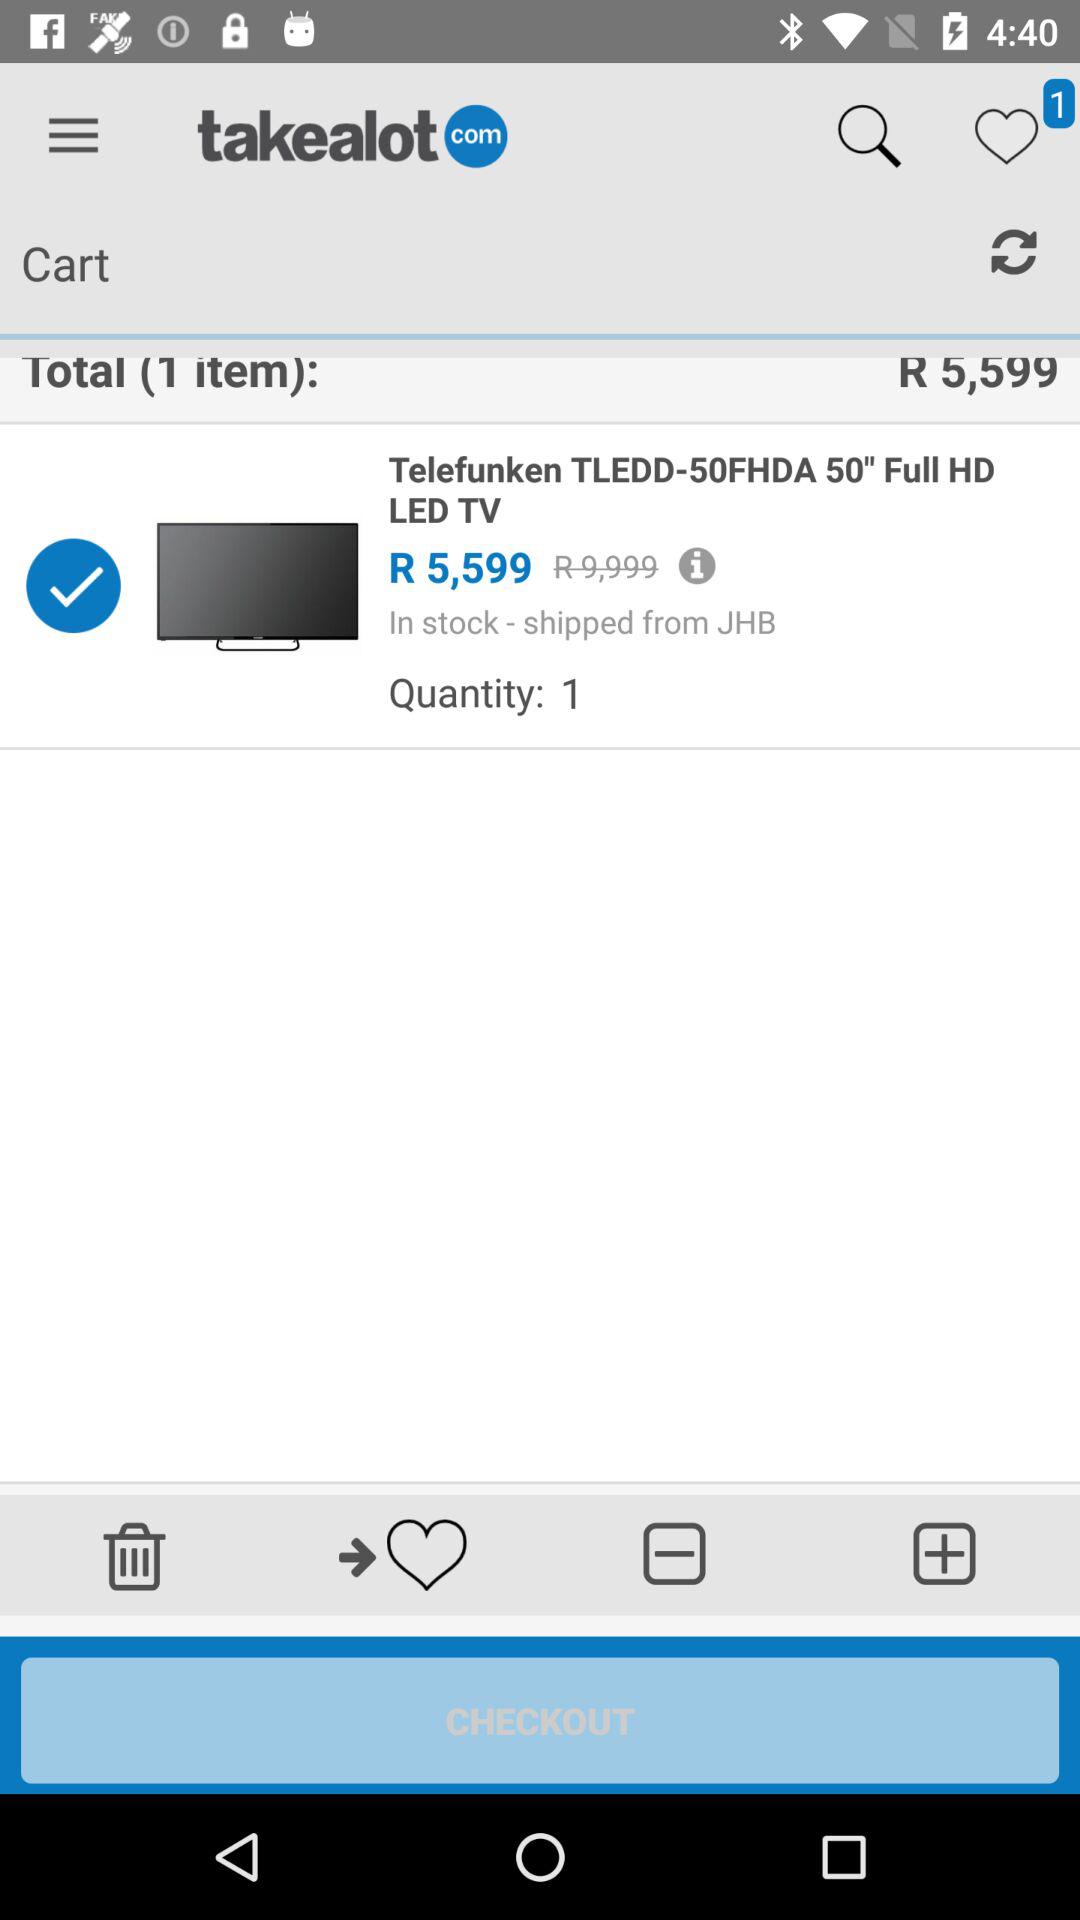 FAK
4:40
takealot com
1
Cart
Total (1 item): R 5,599
Telefunken TLEDD-50FHDA 50" Full HD
LED TV
R 5,599 R 9,999
In stock - shipped from JHB
Quantity: 1
CHECKOUT